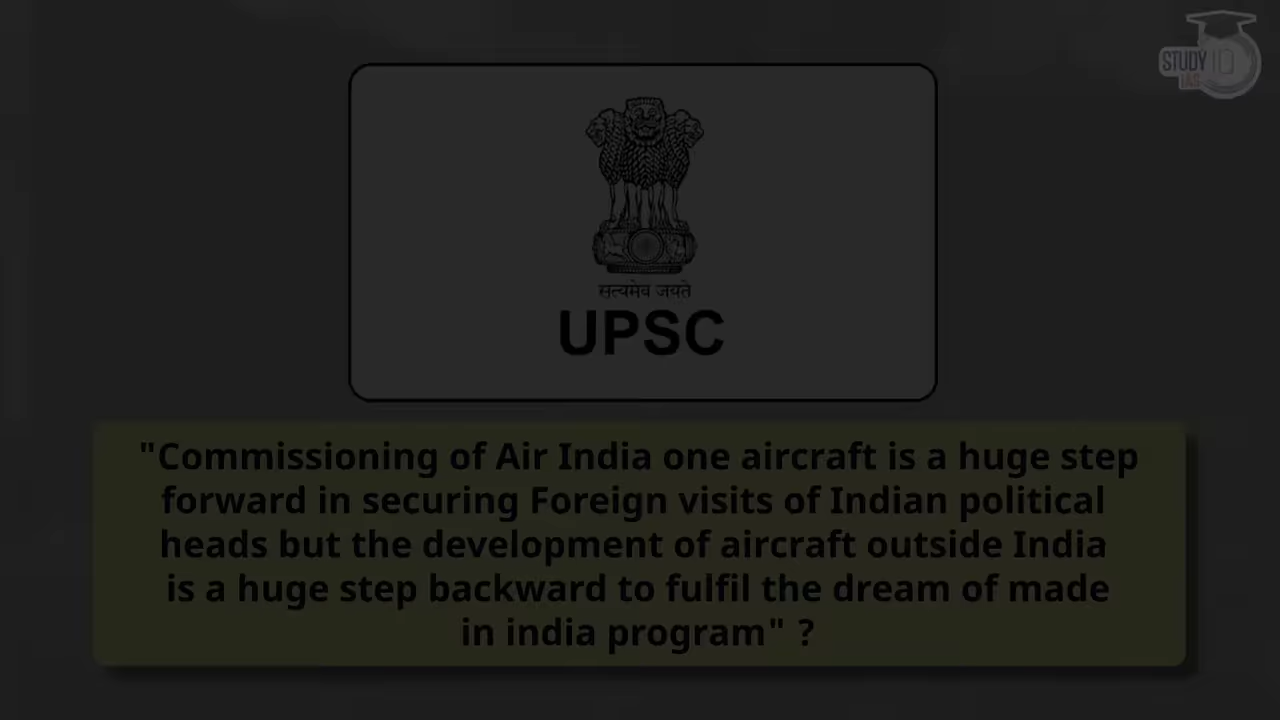 STUDY
IAS
सत्यमेव जयते
UPSC
"Commissioning of Air India one aircraft is a huge step
forward in securing Foreign visits of Indian political
heads but the development of aircraft outside India
is a huge step backward to fulfil the dream of made
in india program" ?